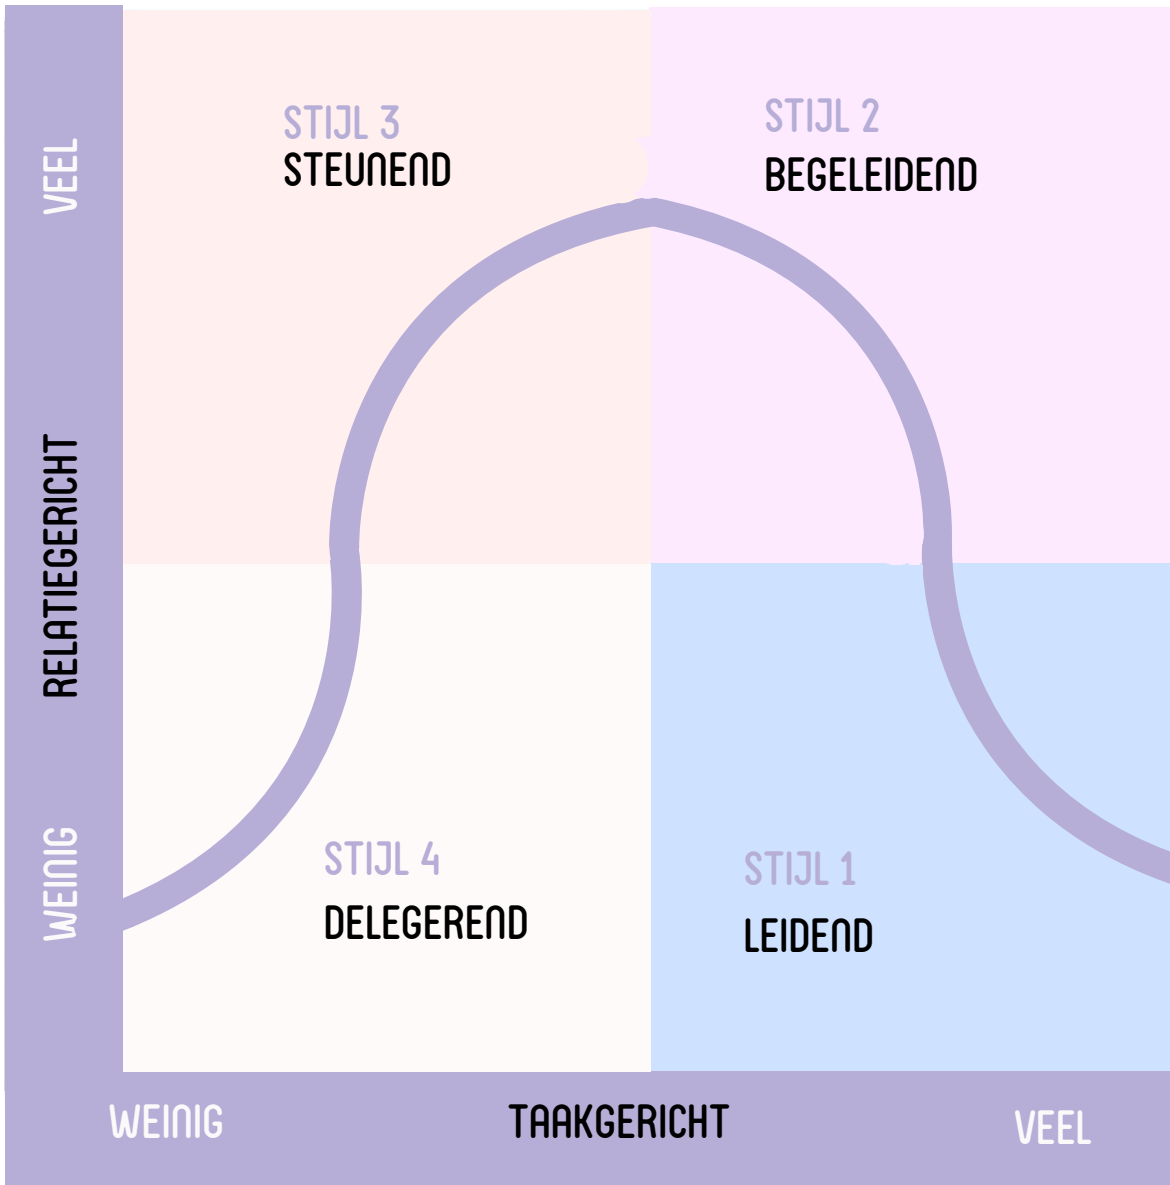 VEEL
RELATIEGERICHT
WEINIG
STIJL 3
STEUNEND
STIJL 2
BEGELEIDEND
STIJL 4
DELEGEREND
STIJL 1
LEIDEND
WEINIG
TAAKGERICHT
VEEL